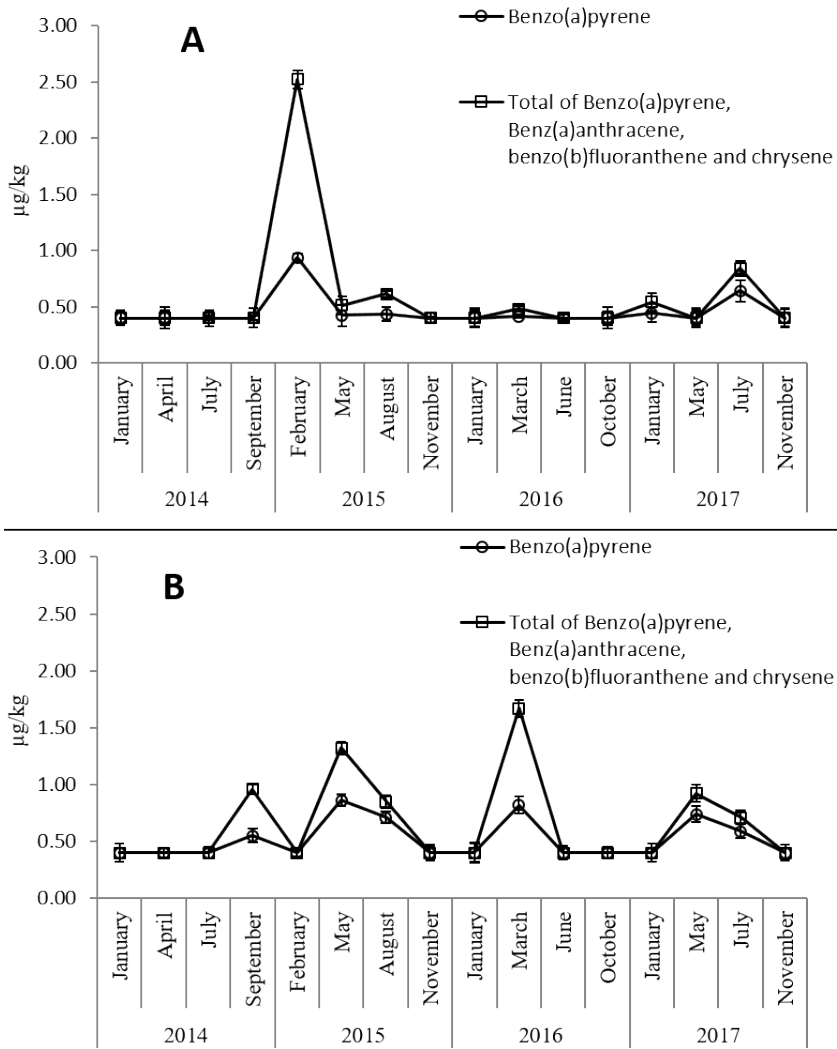 3.00
2.50
2.00
1.50
1.00
0.50
0.00
µg/kg
A
Benzo(a)pyrene
Total of Benzo(a)pyrene,
Benz(a)anthracene,
benzo(b)fluoranthene and chrysene
January
April
July
September
February
May
August
November
January
March
June
October
January
May
July
November
2014
2015
2016
2017
3.00
2.50
2.00
1.50
1.00
0.50
0.00
µg/kg
B
Benzo(a)pyrene
Total of Benzo(a)pyrene,
Benz(a)anthracene,
benzo(b)fluoranthene and chrysene
January
April
July
September
February
May
August
November
January
March
June
October
January
May
July
November
2014
2015
2016
2017